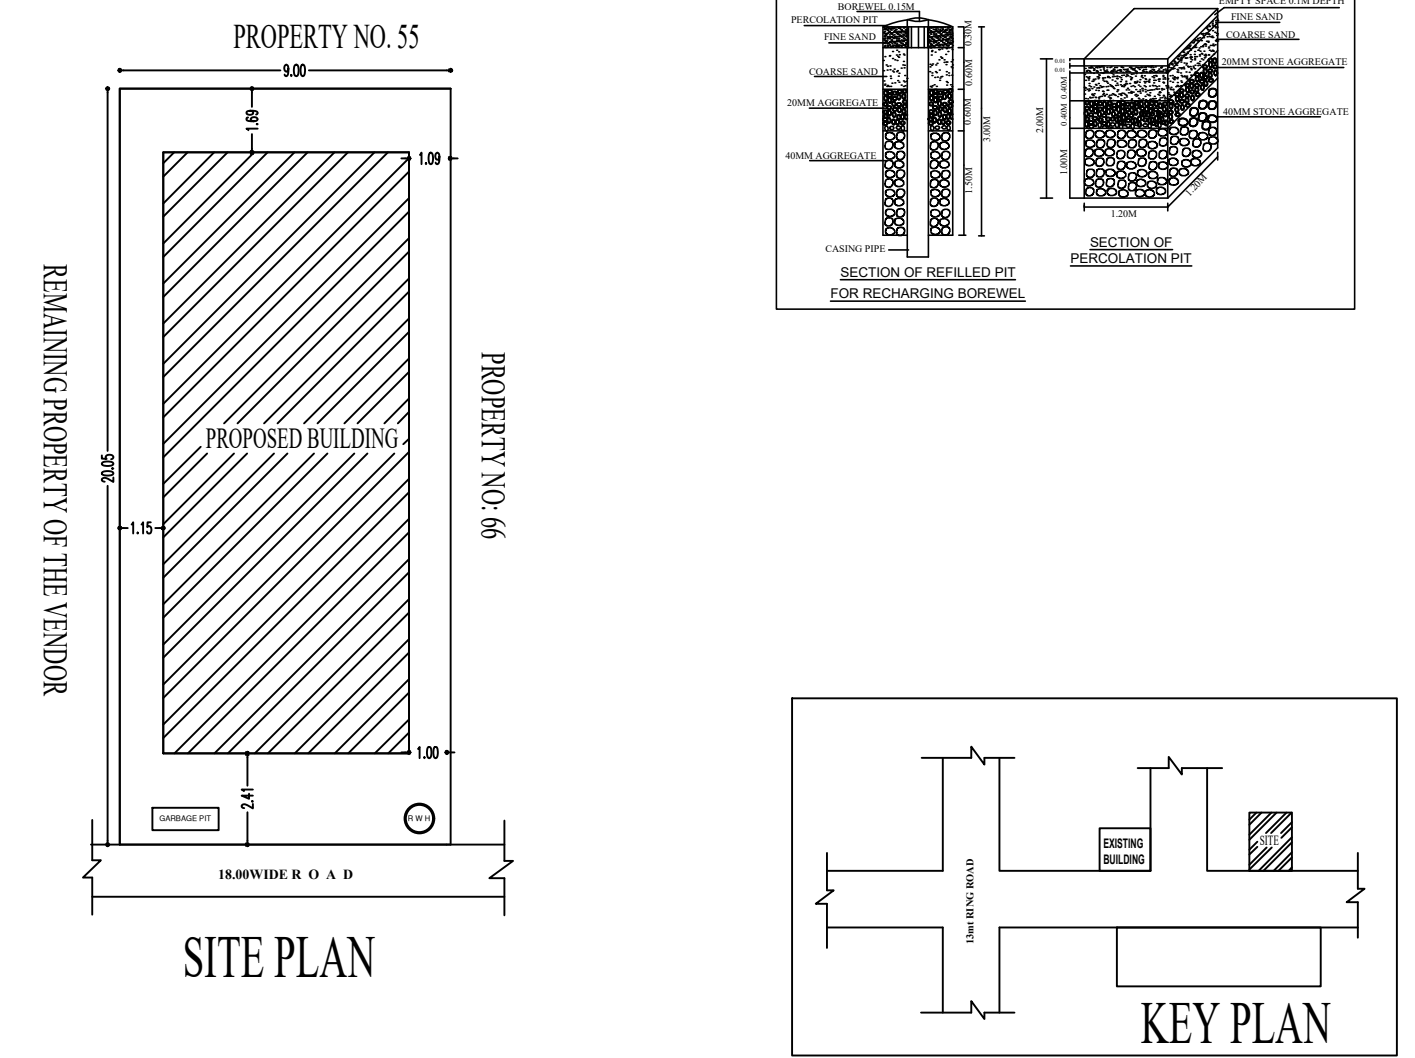 PROPERTY NO. 55
9.00
1.69
1.09
REMAINING PROPERTY OF THE VENDOR
20.05
PROPOSED BUILDING
PROPERTY NO: 66
1.15
1.00
2.41
GARBAGE PIT
R W H
18.00WIDE R O A D
SITE PLAN
BOREWEL 0.15M
PERCOLATION PIT
FINE SAND
COARSE SAND
20MM AGGREGATE
40MM AGGREGATE
CASING PIPE
0.30M
0.60M
0.60M
1.50M
3.00M
SECTION OF REFILLED PIT
FOR RECHARGING BOREWEL
EMPTY SPACE 0.1M DEPTH
FINE SAND
COARSE SAND
20MM STONE AGGREGATE
40MM STONE AGGREGATE
0.01
0.01
0.40M
0.40M
1.00M
2.00M
1.20M
1.20M
SECTION OF
PERCOLATION PIT
EXISTING
BUILDING
SITE
13mt RING ROAD
KEY PLAN